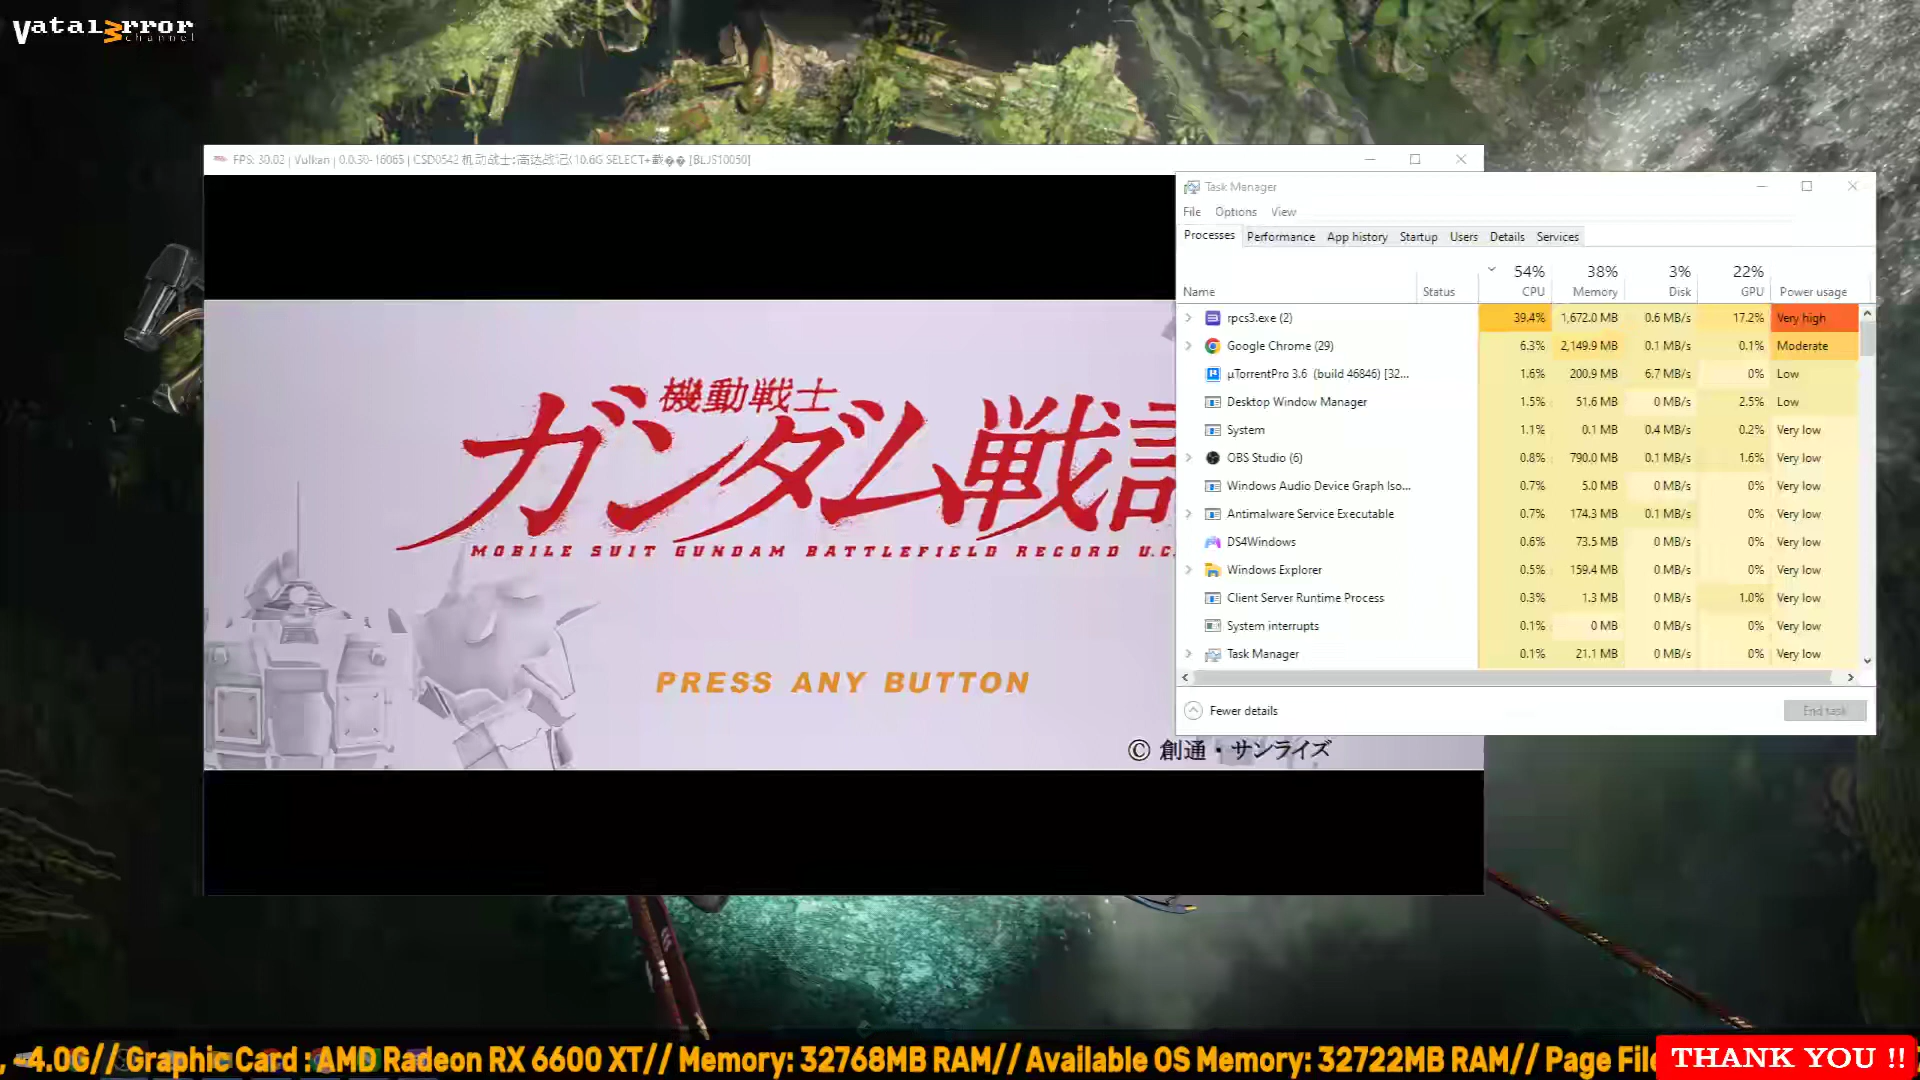 Vatalerror
channel
FPS: 30.02 | Vulkan | 0.0.30-16065 | CSD0542 机动战士:高达战记(10.6G SELECT+ [BLJS10050]
機動戦士
ガンダム戦記
MOBILE SUIT GUNDAM BATTLEFIELD RECORD U.C.
PRESS ANY BUTTON
© 創通・サンライズ
Task Manager
File Options View
Processes Performance App history Startup Users Details Services
54% 38% 3% 22%
Name Status CPU Memory Disk GPU Power usage
rpcs3.exe (2) 39.4% 1,672.0 MB 0.6 MB/s 17.2% Very high
Google Chrome (29) 6.3% 2,149.9 MB 0.1 MB/s 0.1% Moderate
µTorrentPro 3.6 (build 46846) [32... 1.6% 200.9 MB 6.7 MB/s 0% Low
Desktop Window Manager 1.5% 51.6 MB 0 MB/s 2.5% Low
System 1.1% 0.1 MB 0.4 MB/s 0.2% Very low
OBS Studio (6) 0.8% 790.0 MB 0.1 MB/s 1.6% Very low
Windows Audio Device Graph Iso... 0.7% 5.0 MB 0 MB/s 0% Very low
Antimalware Service Executable 0.7% 174.3 MB 0.1 MB/s 0% Very low
DS4Windows 0.6% 73.5 MB 0 MB/s 0% Very low
Windows Explorer 0.5% 159.4 MB 0 MB/s 0% Very low
Client Server Runtime Process 0.3% 1.3 MB 0 MB/s 1.0% Very low
System interrupts 0.1% 0 MB 0 MB/s 0% Very low
Task Manager 0.1% 21.1 MB 0 MB/s 0% Very low
Fewer details End task
, ~4.0G// Graphic Card : AMD Radeon RX 6600 XT// Memory: 32768MB RAM// Available OS Memory: 32722MB RAM// Page File
THANK YOU !!